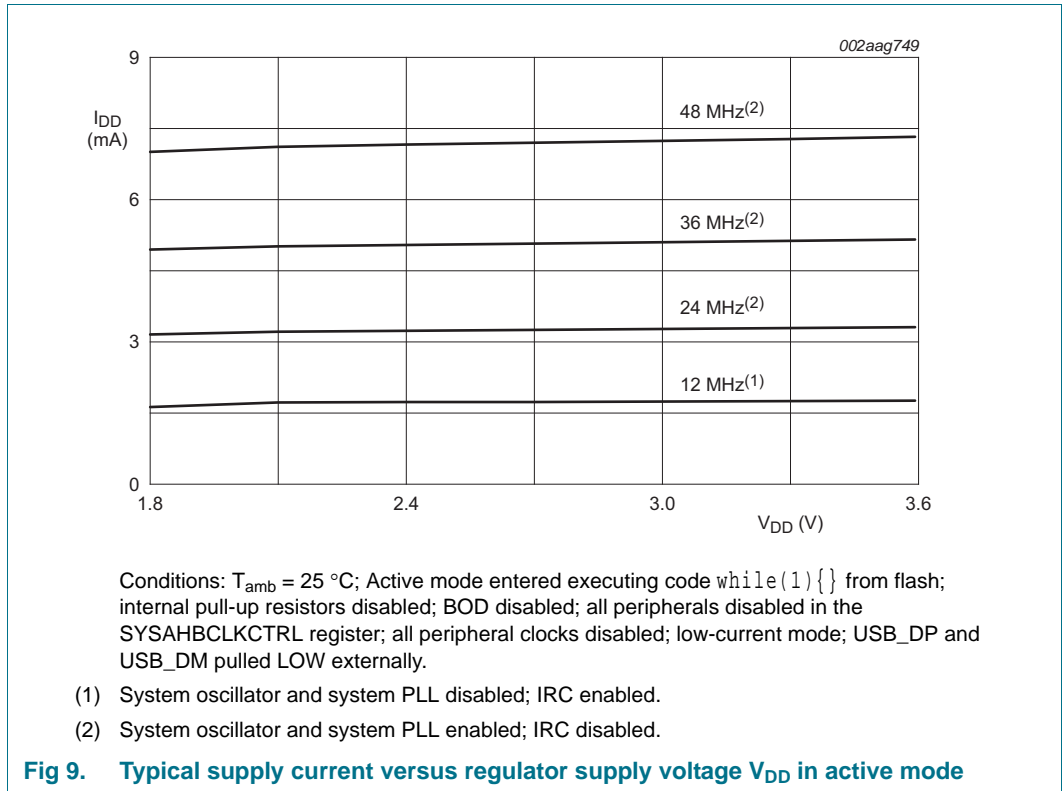 002aag749
9
I_DD
(mA)
48 MHz(2)
6
36 MHz(2)
24 MHz(2)
3
12 MHz(1)
0
1.8
2.4
3.0
3.6
V_DD (V)
Conditions: T_amb = 25 °C; Active mode entered executing code while(1){} from flash;
internal pull-up resistors disabled; BOD disabled; all peripherals disabled in the
SYSAHBCLKCTRL register; all peripheral clocks disabled; low-current mode; USB_DP and
USB_DM pulled LOW externally.
(1) System oscillator and system PLL disabled; IRC enabled.
(2) System oscillator and system PLL enabled; IRC disabled.
Fig 9. Typical supply current versus regulator supply voltage V_DD in active mode